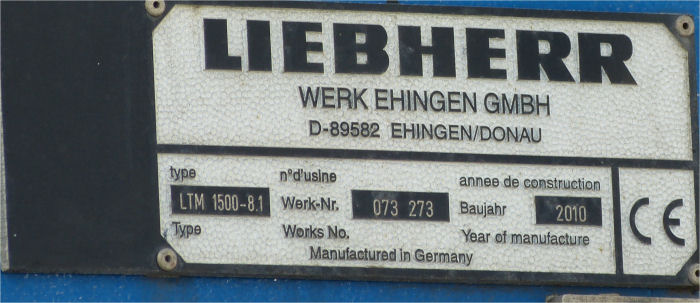 LIEBHERR
WERK EHINGEN GMBH
D-89582 EHINGEN/DONAU
type n°d'usine annee de construction
LTM 1500-8.1 Werk-Nr. 073 273 Baujahr 2010
Type Works No. Year of manufacture
Manufactured in Germany
CE